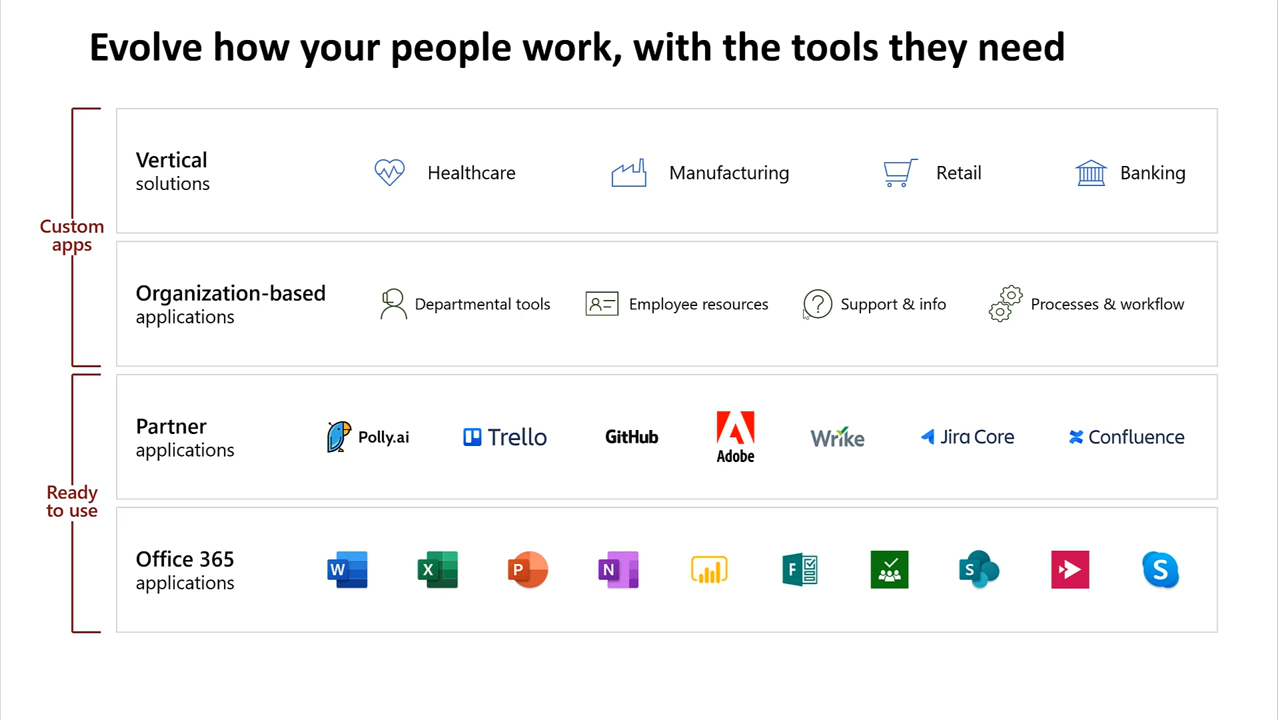 Evolve how your people work, with the tools they need
Custom
apps
Vertical
solutions
Healthcare
Manufacturing
Retail
Banking
Organization-based
applications
Departmental tools
Employee resources
? Support & info
Processes & workflow
Ready
to use
Partner
applications
Polly.ai
Trello
GitHub
Adobe
Wrike
Jira Core
Confluence
Office 365
applications
W
X
P
N
F
S
S